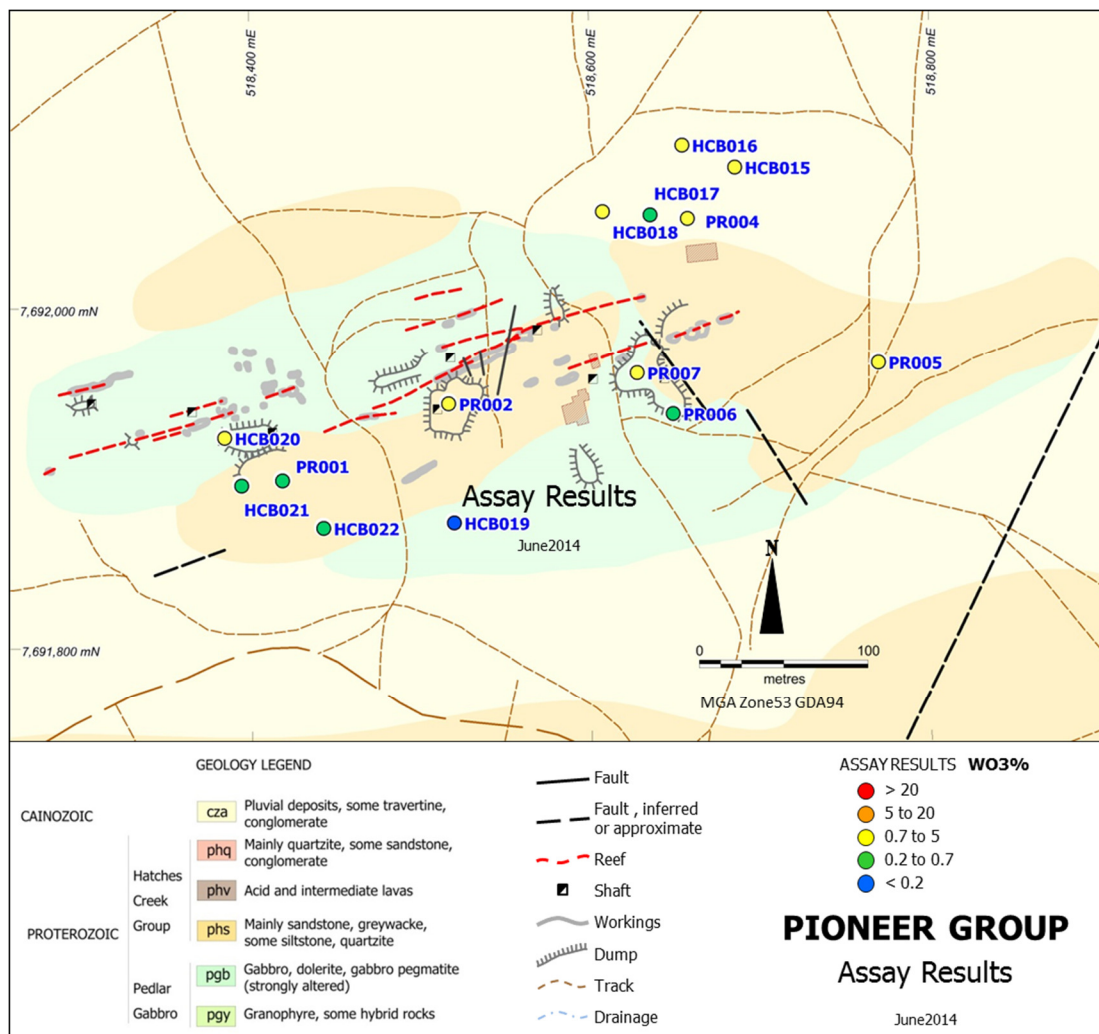 518,400 mE
518,600 mE
518,800 mE
HCB016
HCB015
HCB017
HCB018
PR004
7,692,000 mN
PR005
PR007
PR002
PR006
HCB020
PR001
HCB021
HCB022
HCB019
Assay Results
June2014
N
0 100
metres
MGA Zone53 GDA94
7,691,800 mN
GEOLOGY LEGEND
CAINOZOIC
cza Pluvial deposits, some travertine,
conglomerate
PROTEROZOIC
Hatches
Creek
Group
phq Mainly quartzite, some sandstone,
conglomerate
phv Acid and intermediate lavas
phs Mainly sandstone, greywacke,
some siltstone, quartzite
Pedlar
Gabbro
pgb Gabbro, dolerite, gabbro pegmatite
(strongly altered)
pgy Granophyre, some hybrid rocks
Fault
Fault , inferred
or approximate
Reef
Shaft
Workings
Dump
Track
Drainage
ASSAY RESULTS WO3%
> 20
5 to 20
0.7 to 5
0.2 to 0.7
< 0.2
PIONEER GROUP
Assay Results
June2014